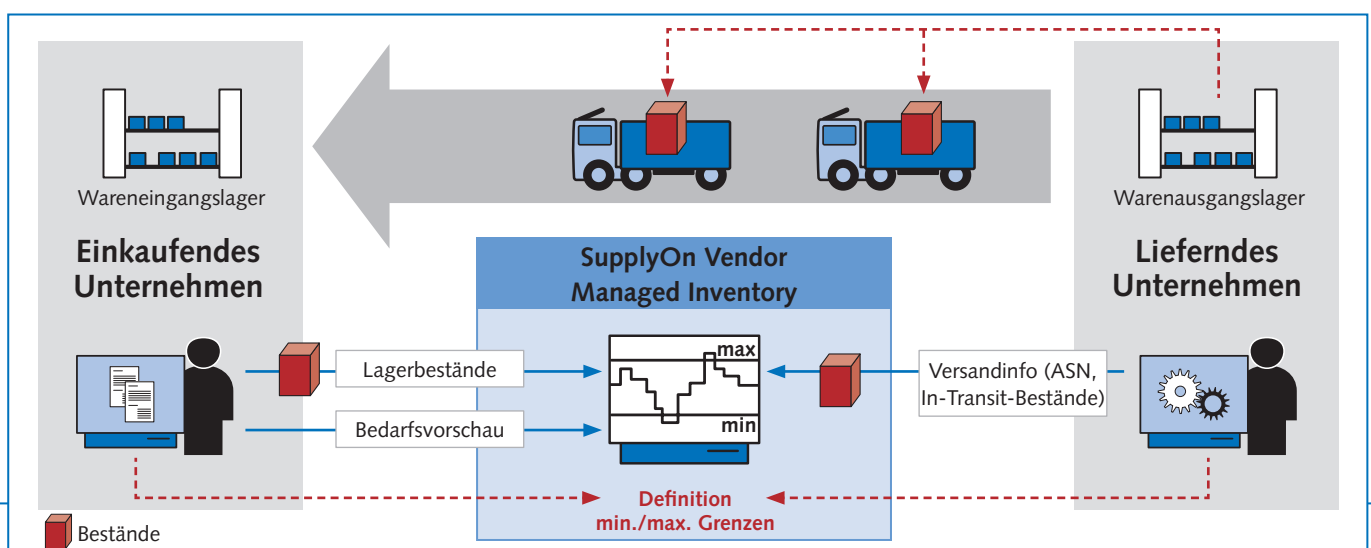 Wareneingangslager
Warenausgangslager
Einkaufendes
Unternehmen
SupplyOn Vendor
Managed Inventory
Lieferndes
Unternehmen
Lagerbestände
Bedarfsvorschau
max
min
Versandinfo (ASN,
In-Transit-Bestände)
Definition
min./max. Grenzen
Bestände